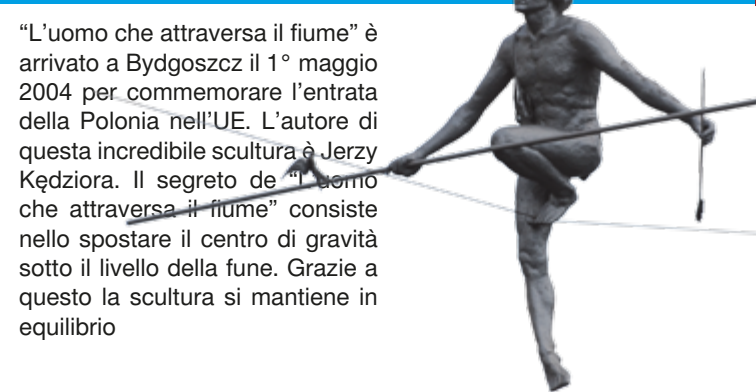 “L’uomo che attraversa il fiume” è
arrivato a Bydgoszcz il 1° maggio
2004 per commemorare l’entrata
della Polonia nell’UE. L’autore di
questa incredibile scultura è Jerzy
Kędziora. Il segreto de “l’uomo
che attraversa il fiume” consiste
nello spostare il centro di gravità
sotto il livello della fune. Grazie a
questo la scultura si mantiene in
equilibrio